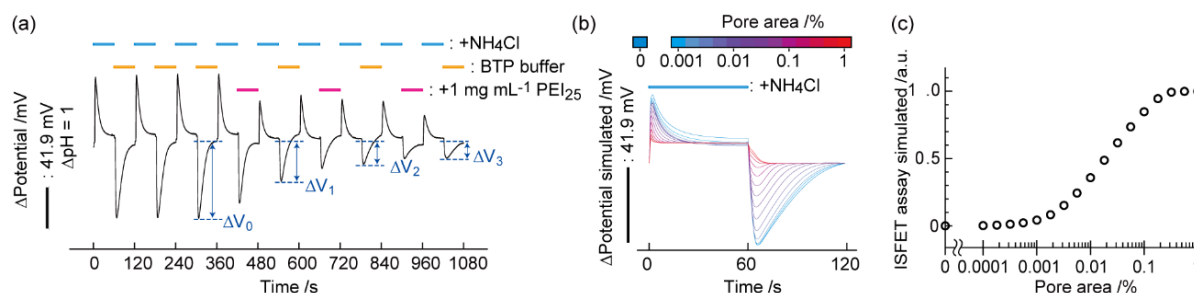 (a)
: +NH4Cl
: BTP buffer
: +1 mg mL-1 PEI25
ΔPotential /mV
: 41.9 mV
ΔpH = 1
ΔV0
ΔV1
ΔV2
ΔV3
0 120 240 360 480 600 720 840 960 1080
Time /s
(b)
Pore area /%
0 0.001 0.01 0.1 1
+NH4Cl
ΔPotential simulated /mV
: 41.9 mV
0 60 120
Time /s
(c)
ISFET assay simulated /a.u.
1.0
0.5
0
0 0.0001 0.001 0.01 0.1
Pore area /%